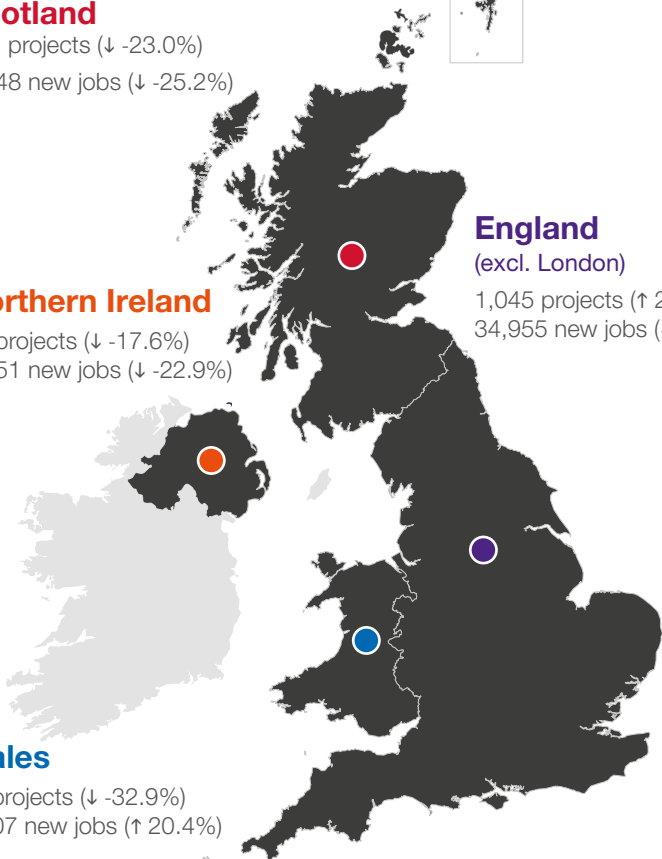 otland
projects (↓ -23.0%)
48 new jobs (↓ -25.2%)
England
(excl. London)
1,045 projects (↑ 2
34,955 new jobs (
orthern Ireland
projects (↓ -17.6%)
51 new jobs (↓ -22.9%)
ales
projects (↓ -32.9%)
07 new jobs (↑ 20.4%)